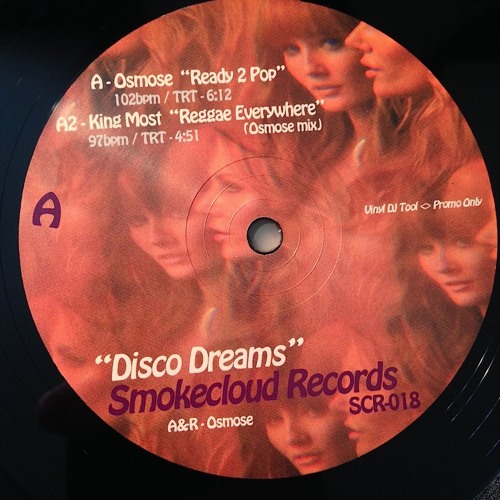 A - Osmose "Ready 2 Pop"
102bpm / TRT - 6:12
A2 - King Most "Reggae Everywhere"
97bpm / TRT - 4:51 (Osmose mix)
A
Vinyl DJ Tool <> Promo Only
"Disco Dreams"
Smokecloud Records
SCR-018
A&R - Osmose